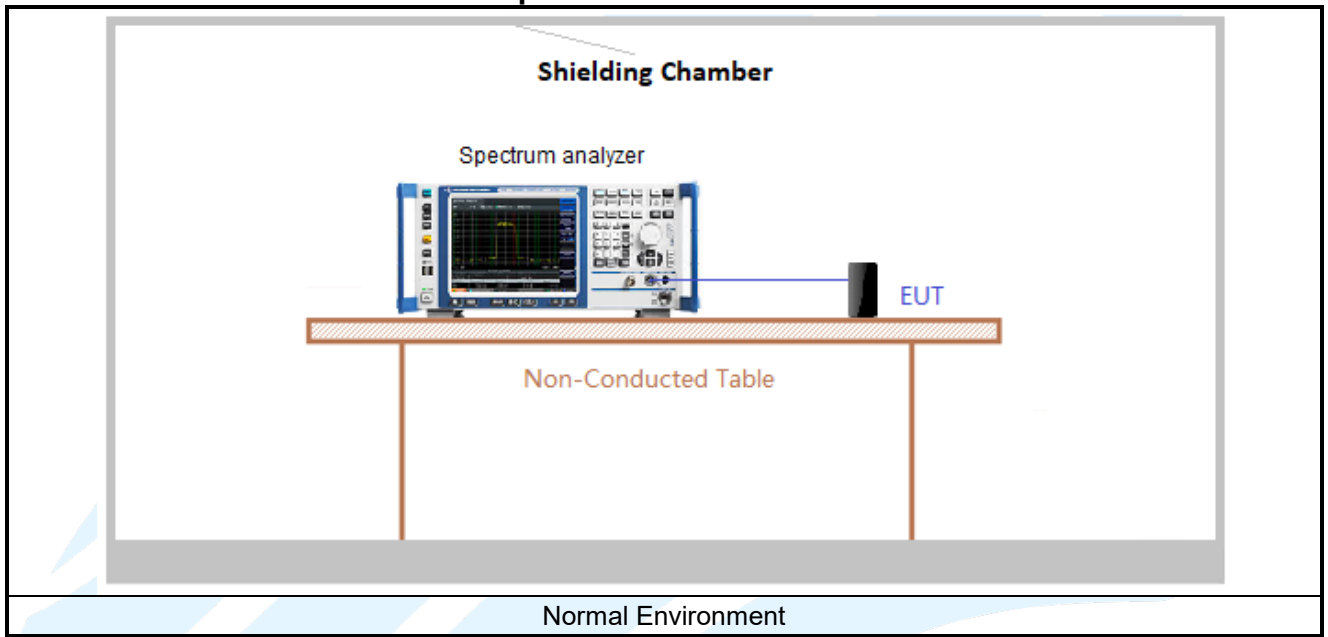 Shielding Chamber
Spectrum analyzer
EUT
Non-Conducted Table
Normal Environment